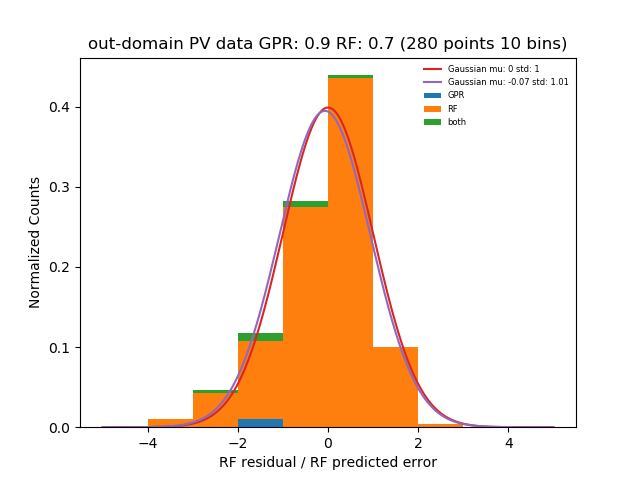 out-domain PV data GPR: 0.9 RF: 0.7 (280 points 10 bins)
Gaussian mu: 0 std: 1
Gaussian mu: -0.07 std: 1.01
GPR
RF
both
Normalized Counts
0.4
0.3
0.2
0.1
0.0
−4 −2 0 2 4
RF residual / RF predicted error